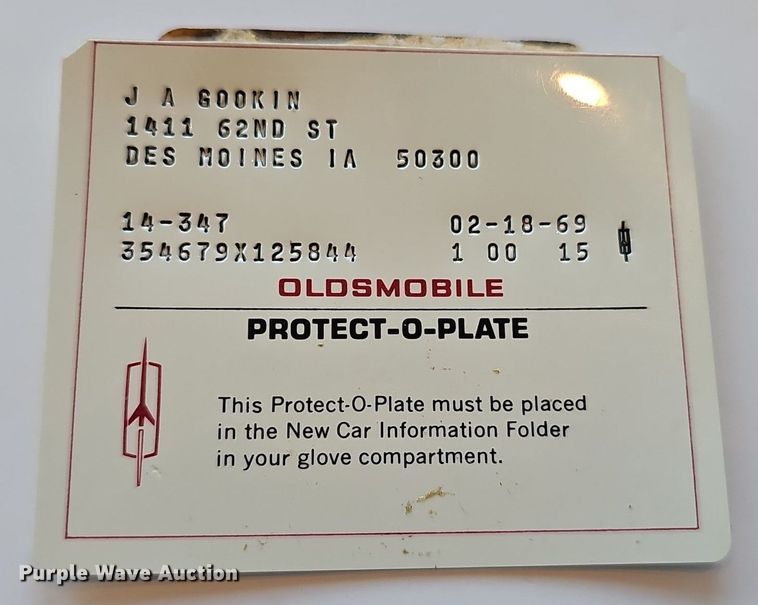 J A GOOKIN
1411 62ND ST
DES MOINES IA 50300
14-347 02-18-69
354679X125844 1 00 15
OLDSMOBILE
PROTECT-O-PLATE
This Protect-O-Plate must be placed
in the New Car Information Folder
in your glove compartment.
Purple Wave Auction